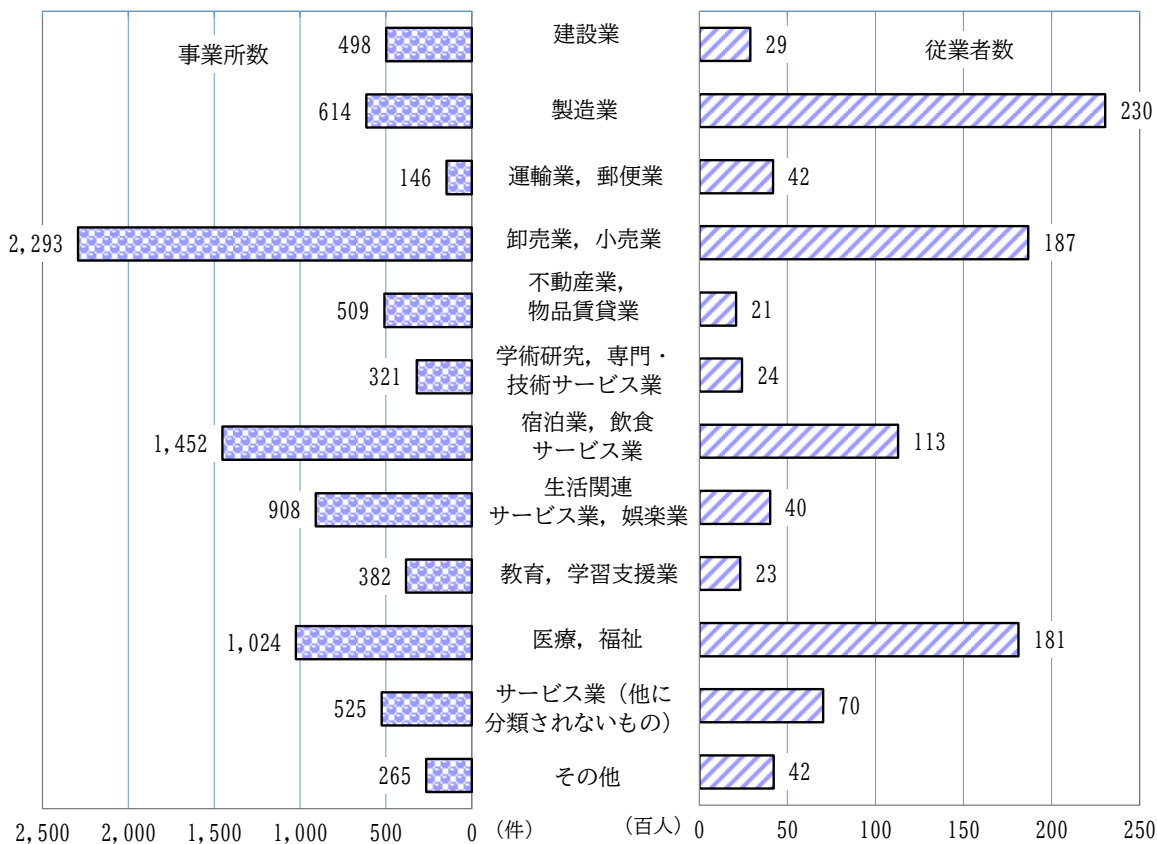 事業所数
従業者数
498
建設業
29
614
製造業
230
146
運輸業，郵便業
42
2,293
卸売業，小売業
187
509
不動産業，
物品賃貸業
21
321
学術研究，専門・
技術サービス業
24
1,452
宿泊業，飲食
サービス業
113
908
生活関連
サービス業，娯楽業
40
382
教育，学習支援業
23
1,024
医療，福祉
181
525
サービス業（他に
分類されないもの）
70
265
その他
42
2,500 2,000 1,500 1,000 500 0 （件）
（百人） 0 50 100 150 200 250